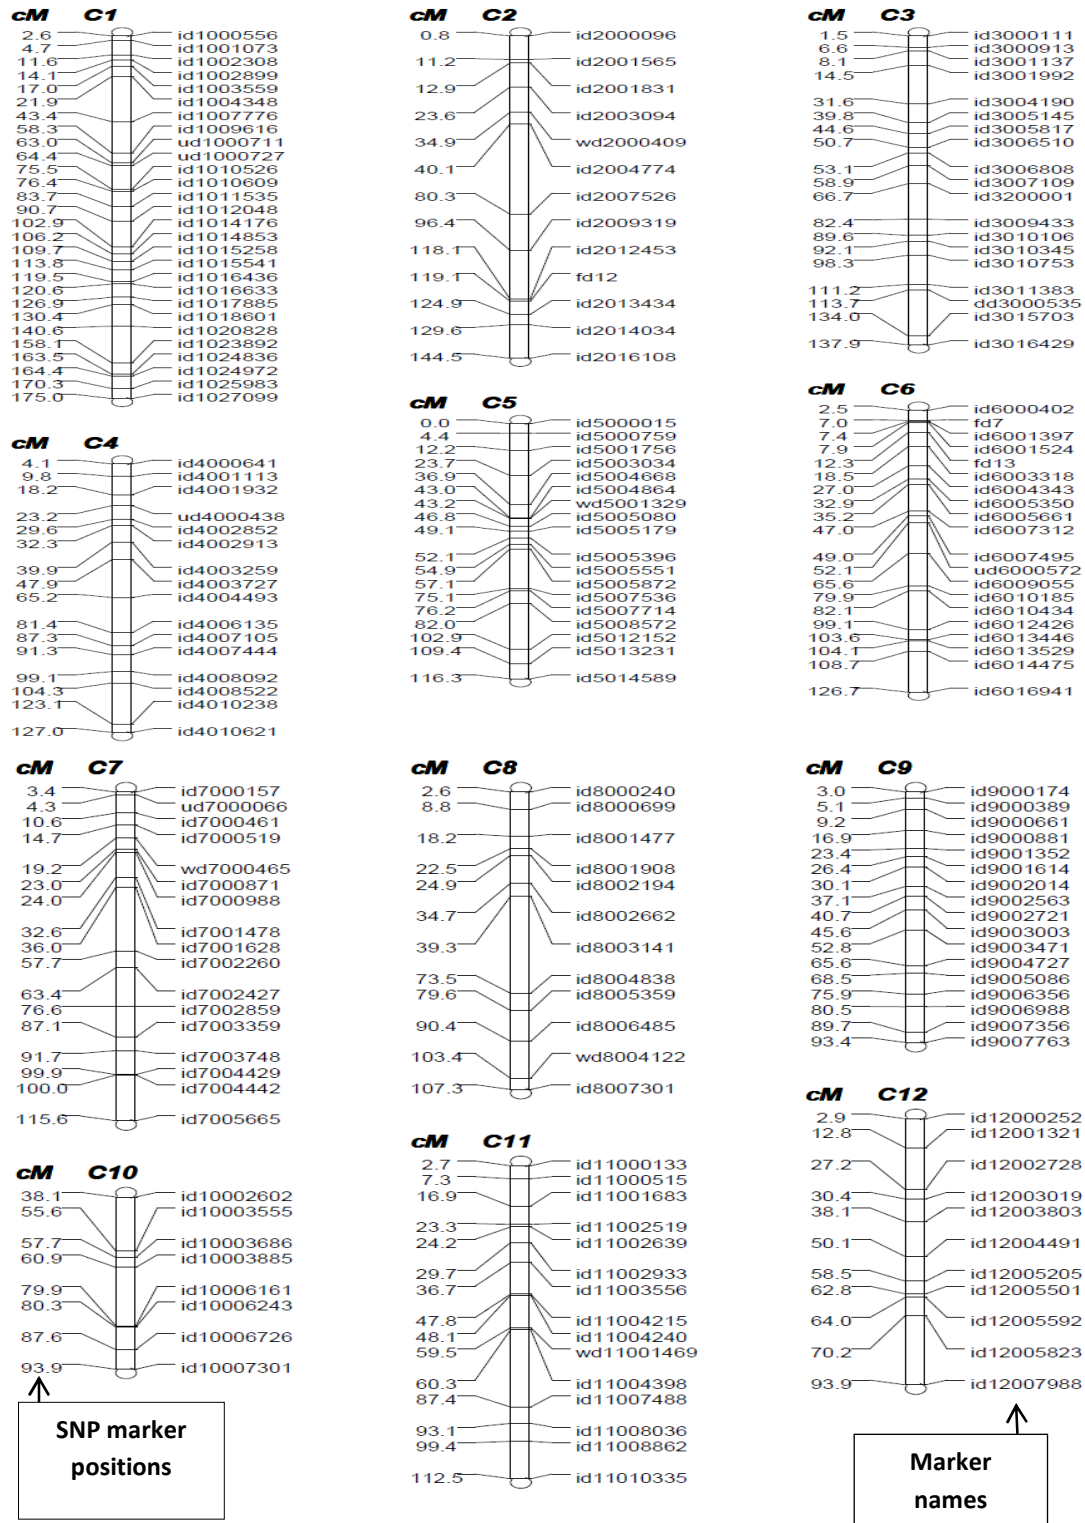 cM C1
2.6 id1000556
4.7 id1001073
11.6 id1002308
14.1 id1002899
17.0 id1003559
21.9 id1004348
43.4 id1007776
58.3 id1009616
63.0 ud1000711
64.4 ud1000727
75.5 id1010526
76.4 id1010609
83.7 id1011535
90.7 id1012048
102.9 id1014176
106.2 id1014853
109.7 id1015258
113.8 id1015541
119.5 id1016436
120.6 id1016633
126.9 id1017885
130.4 id1018601
140.6 id1020828
158.1 id1023892
163.5 id1024836
164.4 id1024972
170.3 id1025983
175.0 id1027099
cM C2
0.8 id2000096
11.2 id2001565
12.9 id2001831
23.6 id2003094
34.9 wd2000409
40.1 id2004774
80.3 id2007526
96.4 id2009319
118.1 id2012453
119.1 fd12
124.9 id2013434
129.6 id2014034
144.5 id2016108
cM C3
1.5 id3000111
6.6 id3000913
8.1 id3001137
14.5 id3001992
31.6 id3004190
39.8 id3005145
44.6 id3005817
50.7 id3006510
53.1 id3006808
58.9 id3007109
66.7 id3200001
82.4 id3009433
89.6 id3010106
92.1 id3010345
98.3 id3010753
111.2 id3011383
113.7 dd3000535
134.0 id3015703
137.9 id3016429
cM C4
4.1 id4000641
9.8 id4001113
18.2 id4001932
23.2 ud4000438
29.6 id4002852
32.3 id4002913
39.9 id4003259
47.9 id4003727
65.2 id4004493
81.4 id4006135
87.3 id4007105
91.3 id4007444
99.1 id4008092
104.3 id4008522
123.1 id4010238
127.0 id4010621
cM C5
0.0 id5000015
4.4 id5000759
12.2 id5001756
23.7 id5003034
36.9 id5004668
43.0 id5004864
43.2 wd5001329
46.8 id5005080
49.1 id5005179
52.1 id5005396
54.9 id5005551
57.1 id5005872
75.1 id5007536
76.2 id5007714
82.0 id5008572
102.9 id5012152
109.4 id5013231
116.3 id5014589
cM C6
2.5 id6000402
7.0 fd7
7.4 id6001397
7.9 id6001524
12.3 fd13
18.5 id6003318
27.0 id6004343
32.9 id6005350
35.2 id6005661
47.0 id6007312
49.0 id6007495
52.1 ud6000572
65.6 id6009055
79.9 id6010185
82.1 id6010434
99.1 id6012426
103.6 id6013446
104.1 id6013529
108.7 id6014475
126.7 id6016941
cM C7
3.4 id7000157
4.3 ud7000066
10.6 id7000461
14.7 id7000519
19.2 wd7000465
23.0 id7000871
24.0 id7000988
32.6 id7001478
36.0 id7001628
57.7 id7002260
63.4 id7002427
76.6 id7002859
87.1 id7003359
91.7 id7003748
99.9 id7004429
100.0 id7004442
115.6 id7005665
cM C8
2.6 id8000240
8.8 id8000699
18.2 id8001477
22.5 id8001908
24.9 id8002194
34.7 id8002662
39.3 id8003141
73.5 id8004838
79.6 id8005359
90.4 id8006485
103.4 wd8004122
107.3 id8007301
cM C9
3.0 id9000174
5.1 id9000389
9.2 id9000661
16.9 id9000881
23.4 id9001352
26.4 id9001614
30.1 id9002014
37.1 id9002563
40.7 id9002721
45.6 id9003003
52.8 id9003471
65.6 id9004727
68.5 id9005086
75.9 id9006356
80.5 id9006988
89.7 id9007356
93.4 id9007763
cM C10
38.1 id10002602
55.6 id10003555
57.7 id10003686
60.9 id10003885
79.9 id10006161
80.3 id10006243
87.6 id10006726
93.9 id10007301
cM C11
2.7 id11000133
7.3 id11000515
16.9 id11001683
23.3 id11002519
24.2 id11002639
29.7 id11002933
36.7 id11003556
47.8 id11004215
48.1 id11004240
59.5 wd11001469
60.3 id11004398
87.4 id11007488
93.1 id11008036
99.4 id11008862
112.5 id11010335
cM C12
2.9 id12000252
12.8 id12001321
27.2 id12002728
30.4 id12003019
38.1 id12003803
50.1 id12004491
58.5 id12005205
62.8 id12005501
64.0 id12005592
70.2 id12005823
93.9 id12007988
SNP marker
positions
Marker
names